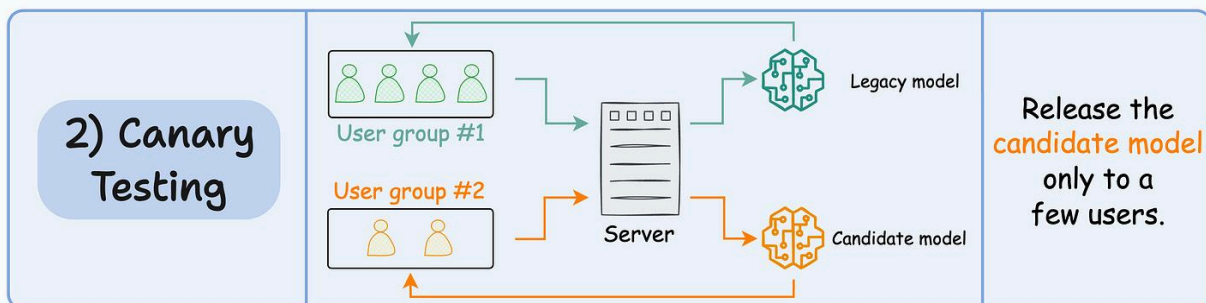 2) Canary
Testing
User group #1
User group #2
Server
Legacy model
Candidate model
Release the
candidate model
only to a
few users.